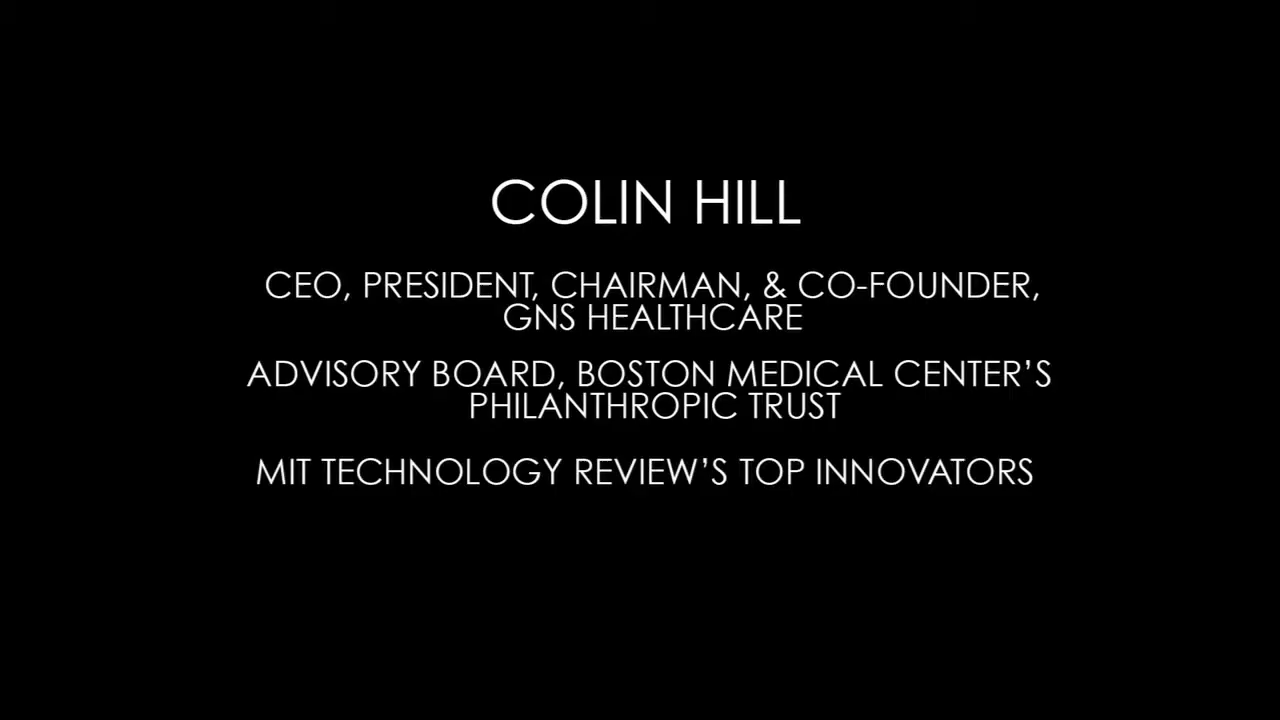 COLIN HILL
CEO, PRESIDENT, CHAIRMAN, & CO-FOUNDER,
GNS HEALTHCARE
ADVISORY BOARD, BOSTON MEDICAL CENTER’S
PHILANTHROPIC TRUST
MIT TECHNOLOGY REVIEW’S TOP INNOVATORS